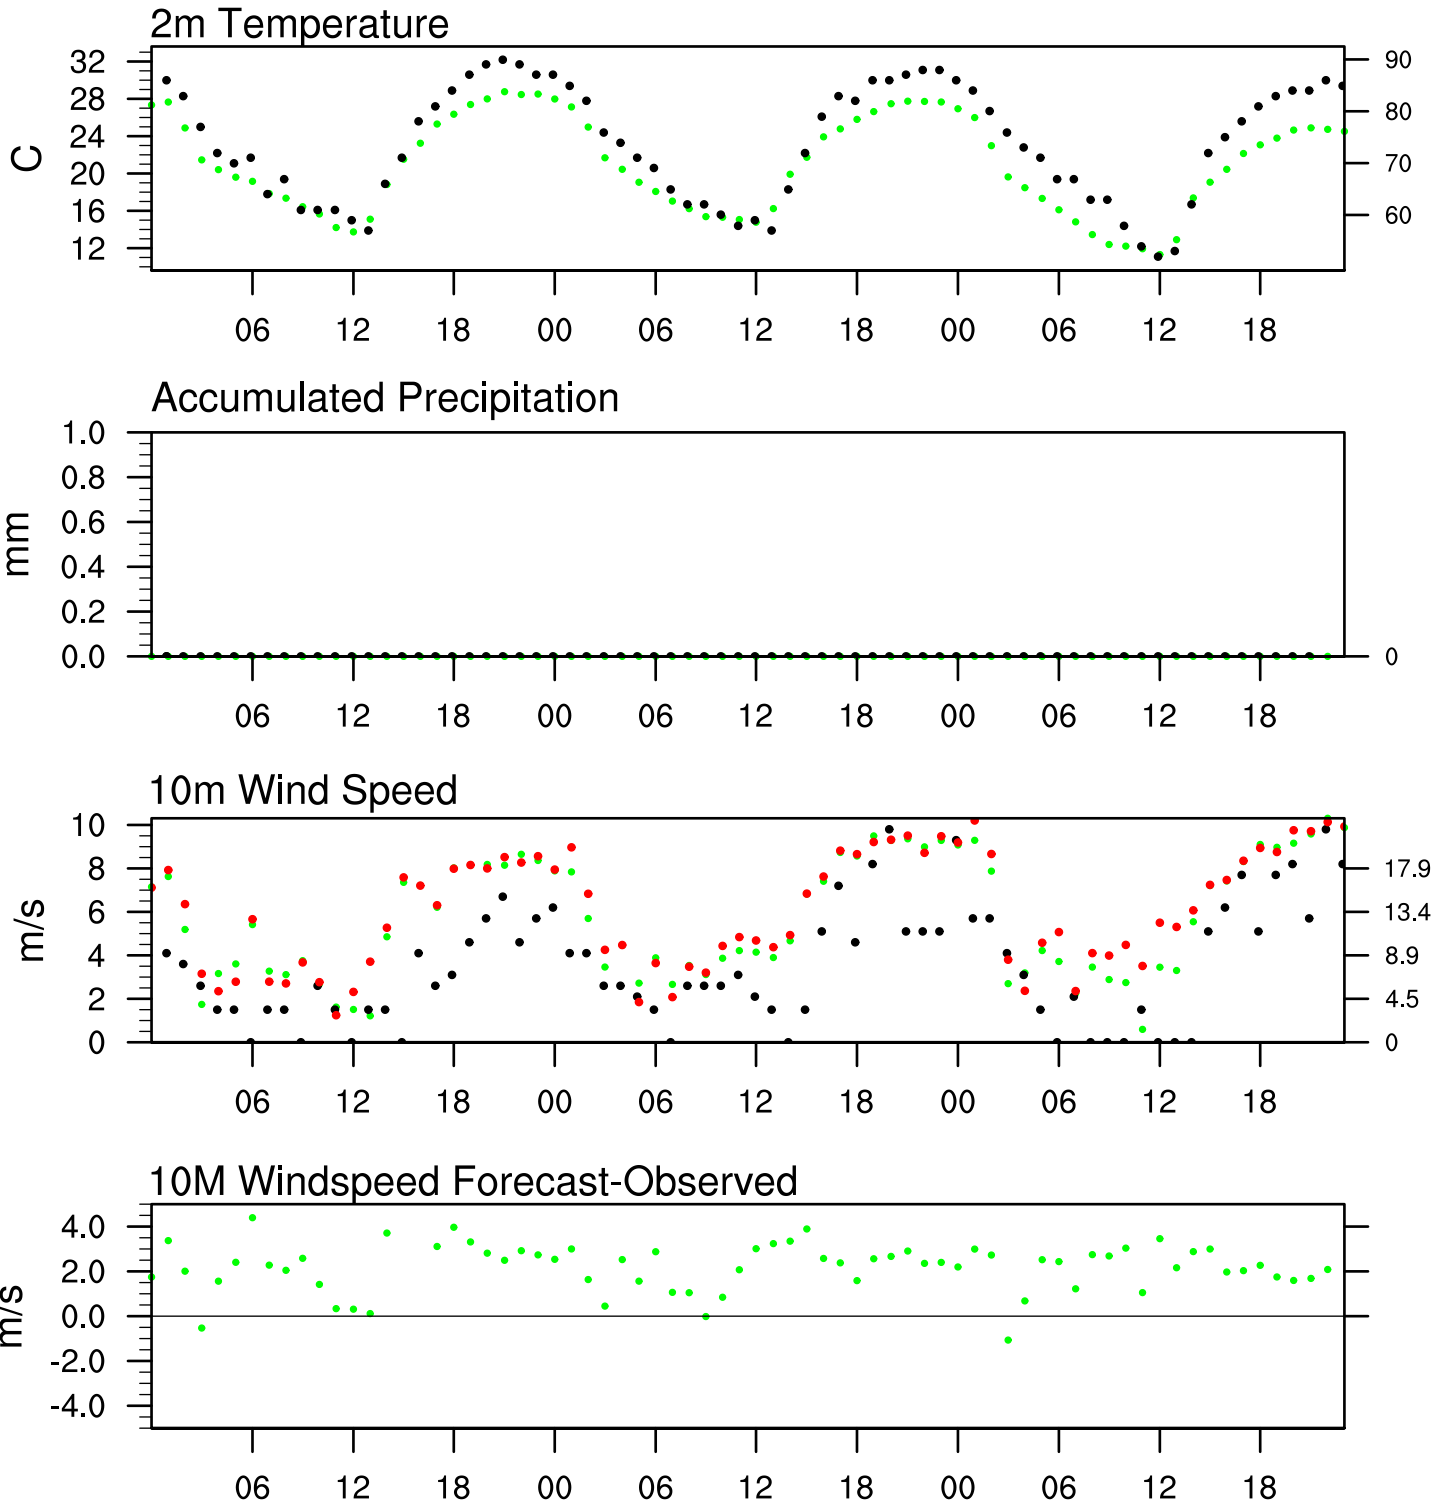 2m Temperature
32
28
24
20
16
12
C
90
80
70
60
06 12 18 00 06 12 18 00 06 12 18
Accumulated Precipitation
1.0
0.8
0.6
0.4
0.2
0.0
mm
0
06 12 18 00 06 12 18 00 06 12 18
10m Wind Speed
10
8
6
4
2
0
m/s
17.9
13.4
8.9
4.5
0
06 12 18 00 06 12 18 00 06 12 18
10M Windspeed Forecast-Observed
4.0
2.0
0.0
-2.0
-4.0
m/s
06 12 18 00 06 12 18 00 06 12 18